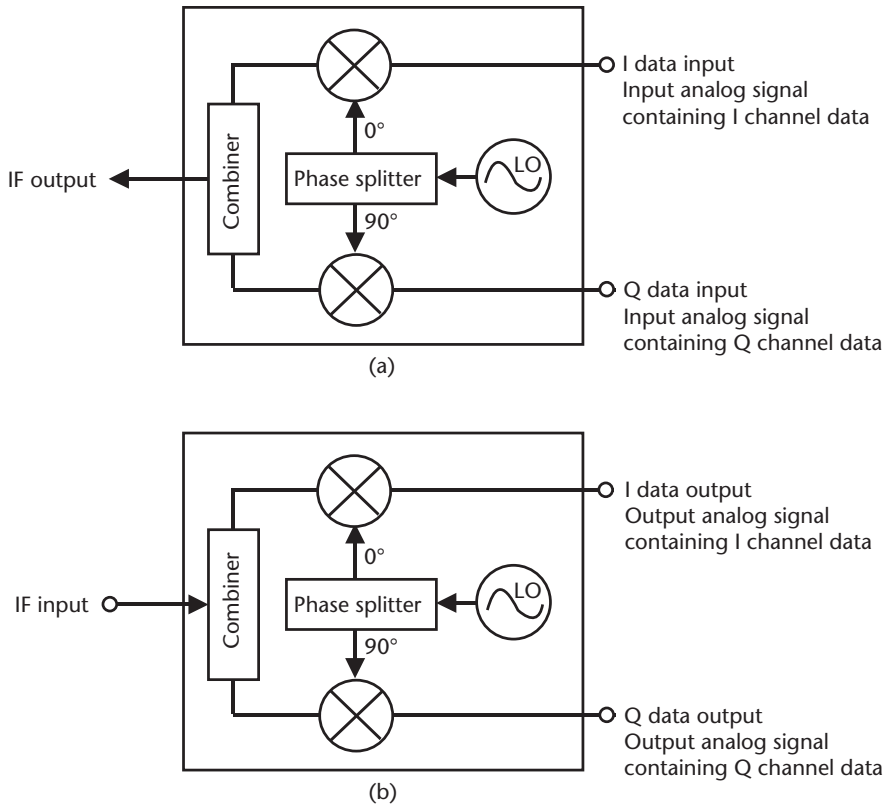 I data input
Input analog signal
containing I channel data
0°
LO
IF output
Combiner
Phase splitter
90°
Q data input
Input analog signal
containing Q channel data
(a)
I data output
Output analog signal
containing I channel data
0°
LO
IF input
Combiner
Phase splitter
90°
Q data output
Output analog signal
containing Q channel data
(b)